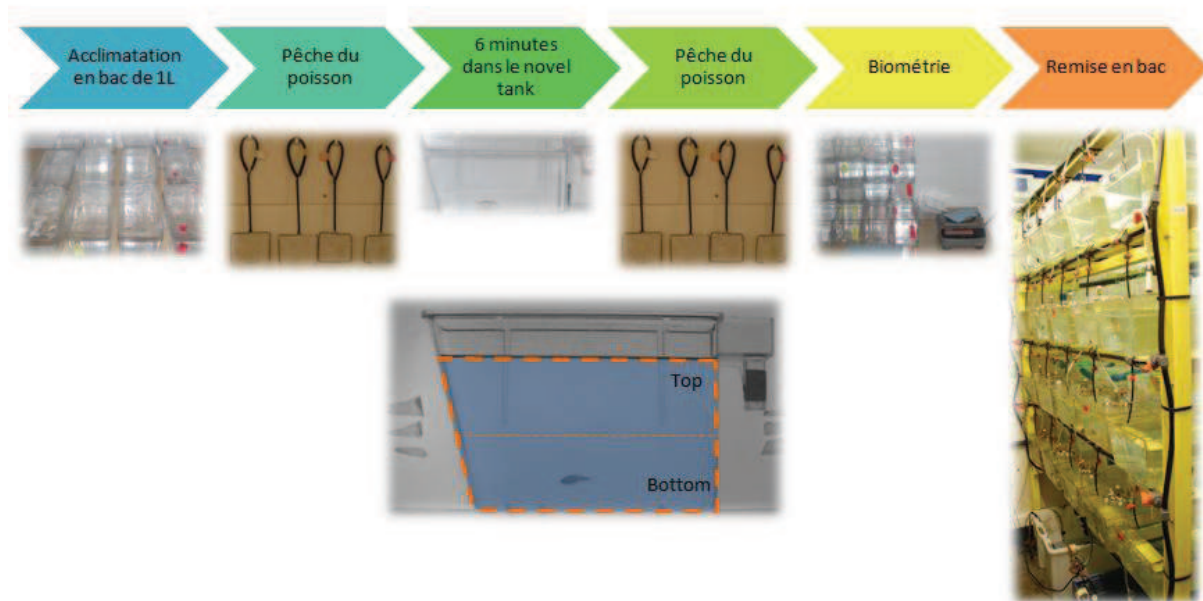 Acclimatation
en bac de 1L
Pêche du
poisson
6 minutes
dans le novel
tank
Pêche du
poisson
Biométrie
Remise en bac
Top
Bottom